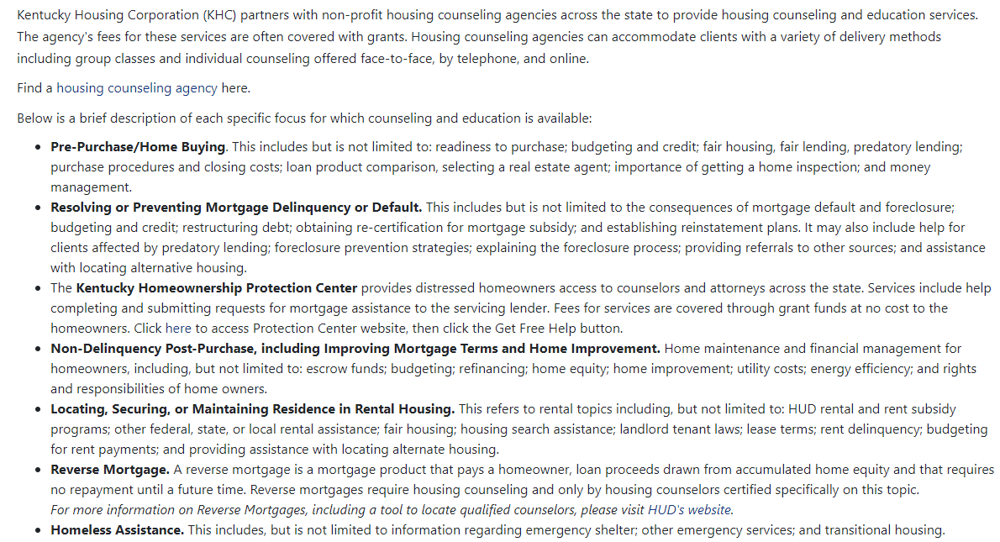 Kentucky Housing Corporation (KHC) partners with non-profit housing counseling agencies across the state to provide housing counseling and education services.
The agency's fees for these services are often covered with grants. Housing counseling agencies can accommodate clients with a variety of delivery methods
including group classes and individual counseling offered face-to-face, by telephone, and online.
Find a housing counseling agency here.
Below is a brief description of each specific focus for which counseling and education is available:
• Pre-Purchase/Home Buying. This includes but is not limited to: readiness to purchase; budgeting and credit; fair housing, fair lending, predatory lending;
purchase procedures and closing costs; loan product comparison, selecting a real estate agent; importance of getting a home inspection; and money
management.
• Resolving or Preventing Mortgage Delinquency or Default. This includes but is not limited to the consequences of mortgage default and foreclosure;
budgeting and credit; restructuring debt; obtaining re-certification for mortgage subsidy; and establishing reinstatement plans. It may also include help for
clients affected by predatory lending; foreclosure prevention strategies; explaining the foreclosure process; providing referrals to other sources; and assistance
with locating alternative housing.
• The Kentucky Homeownership Protection Center provides distressed homeowners access to counselors and attorneys across the state. Services include help
completing and submitting requests for mortgage assistance to the servicing lender. Fees for services are covered through grant funds at no cost to the
homeowners. Click here to access Protection Center website, then click the Get Free Help button.
• Non-Delinquency Post-Purchase, including Improving Mortgage Terms and Home Improvement. Home maintenance and financial management for
homeowners, including, but not limited to: escrow funds; budgeting; refinancing; home equity; home improvement; utility costs; energy efficiency; and rights
and responsibilities of home owners.
• Locating, Securing, or Maintaining Residence in Rental Housing. This refers to rental topics including, but not limited to: HUD rental and rent subsidy
programs; other federal, state, or local rental assistance; fair housing; housing search assistance; landlord tenant laws; lease terms; rent delinquency; budgeting
for rent payments; and providing assistance with locating alternate housing.
• Reverse Mortgage. A reverse mortgage is a mortgage product that pays a homeowner, loan proceeds drawn from accumulated home equity and that requires
no repayment until a future time. Reverse mortgages require housing counseling and only by housing counselors certified specifically on this topic.
For more information on Reverse Mortgages, including a tool to locate qualified counselors, please visit HUD's website.
• Homeless Assistance. This includes, but is not limited to information regarding emergency shelter; other emergency services; and transitional housing.